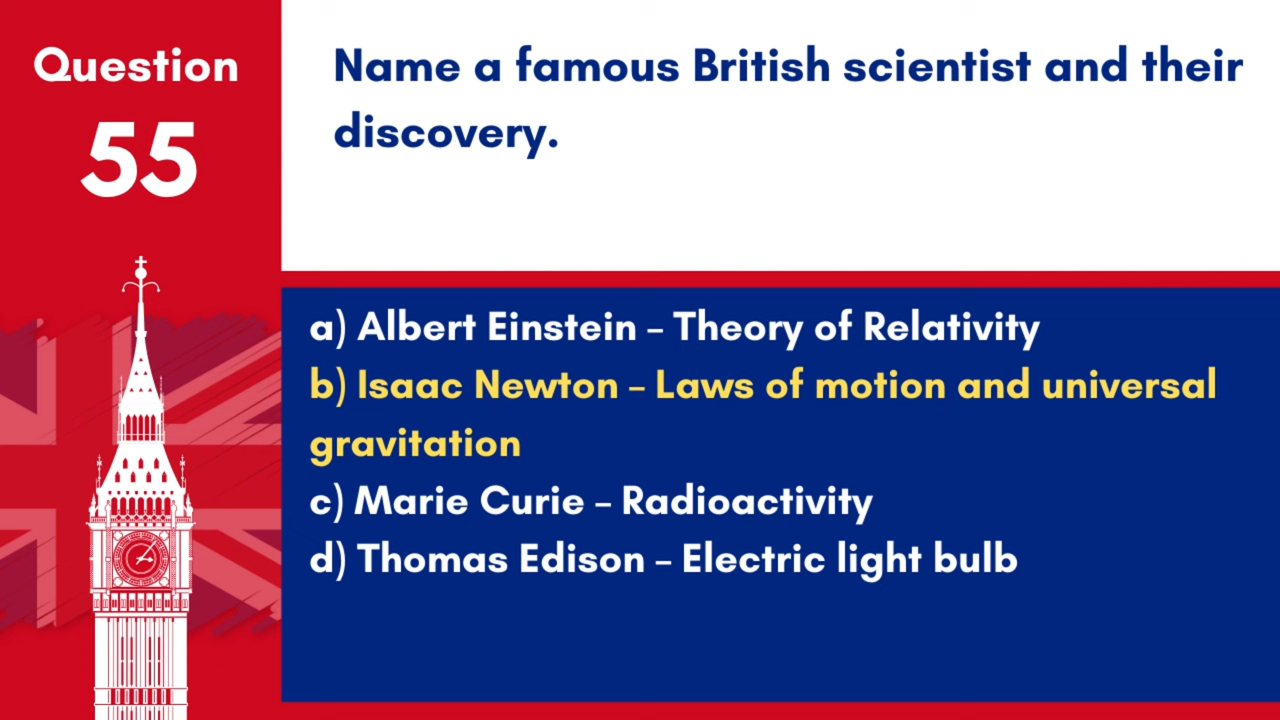 Question
55
Name a famous British scientist and their
discovery.
a) Albert Einstein – Theory of Relativity
b) Isaac Newton – Laws of motion and universal
gravitation
c) Marie Curie – Radioactivity
d) Thomas Edison – Electric light bulb